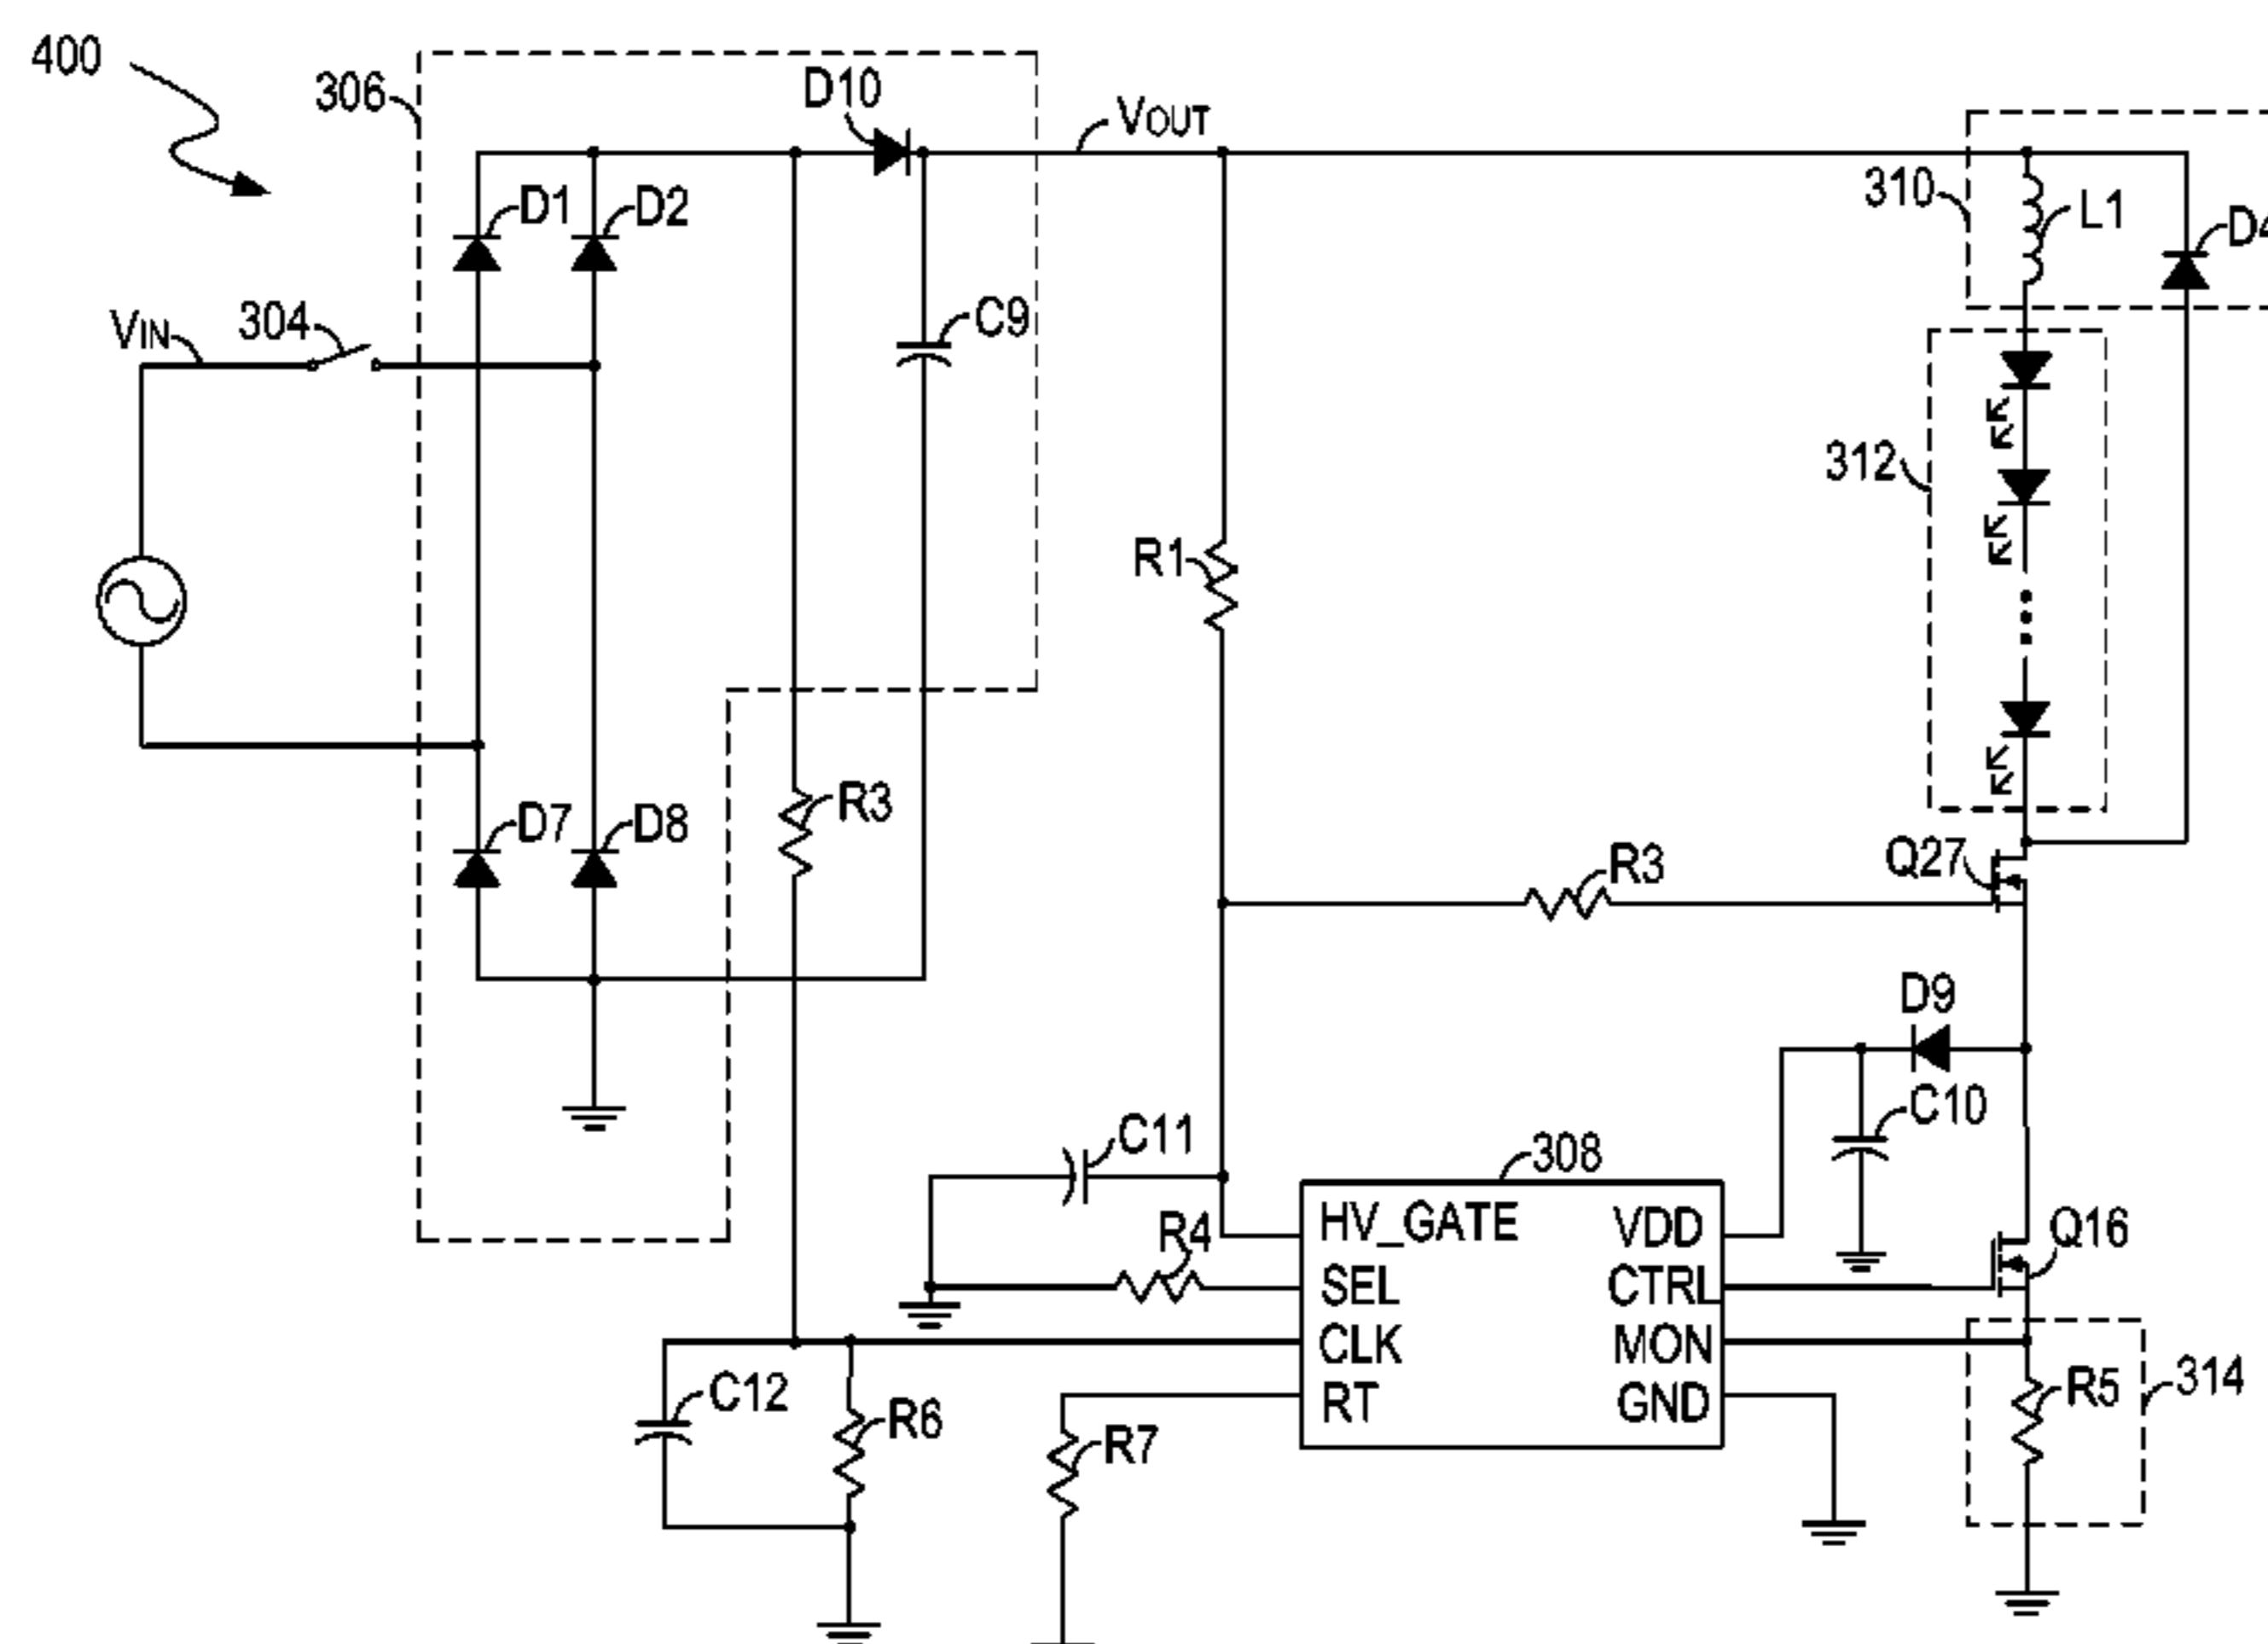 400
306
D10
VOUT
310
L1
D4
D1
D2
VIN
304
C9
312
R1
R3
D7
D8
Q27
R3
D9
C10
C11
308
R4
HV_GATE
VDD
Q16
SEL
CTRL
CLK
MON
RT
GND
C12
R6
R7
R5
314